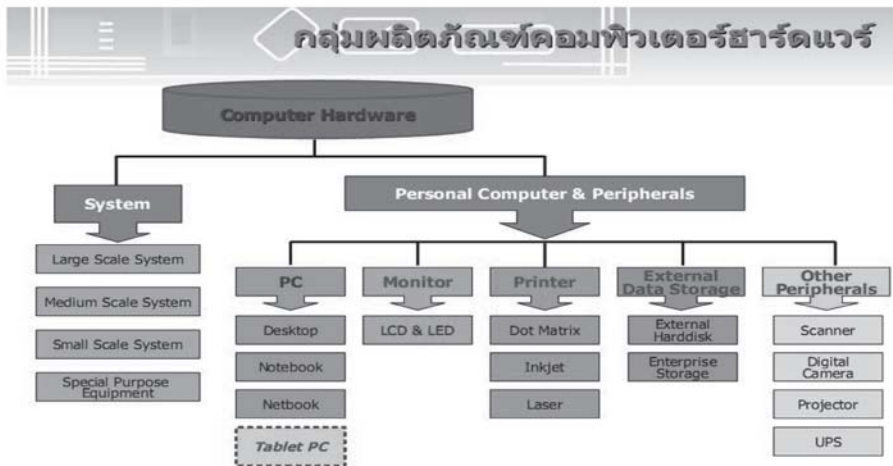 กลุ่มผลิตภัณฑ์คอมพิวเตอร์ฮาร์ดแวร์
Computer Hardware
System
Large Scale System
Medium Scale System
Small Scale System
Special Purpose
Equipment
Personal Computer & Peripherals
PC
Desktop
Notebook
Netbook
Tablet PC
Monitor
LCD & LED
Printer
Dot Matrix
Inkjet
Laser
External
Data Storage
External
Harddisk
Enterprise
Storage
Other
Peripherals
Scanner
Digital
Camera
Projector
UPS